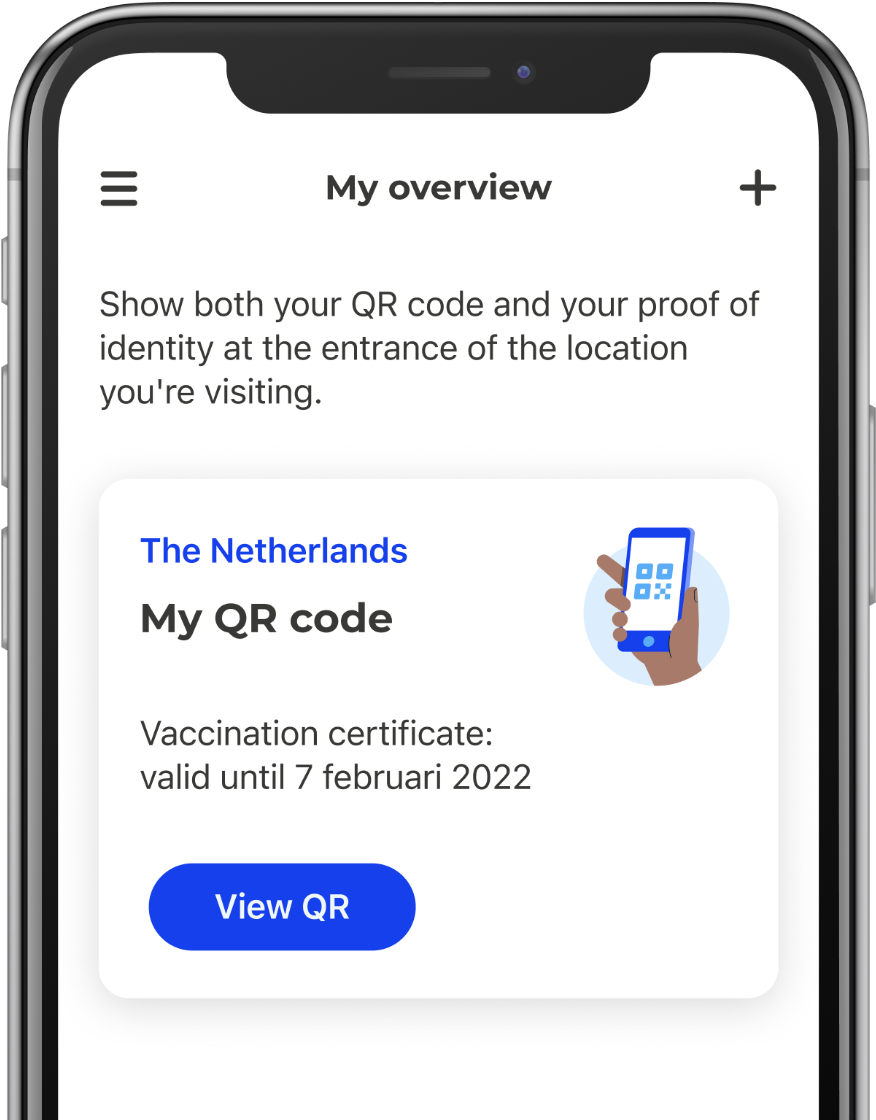 My overview
Show both your QR code and your proof of
identity at the entrance of the location
you're visiting.
The Netherlands
My QR code
Vaccination certificate:
valid until 7 februari 2022
View QR